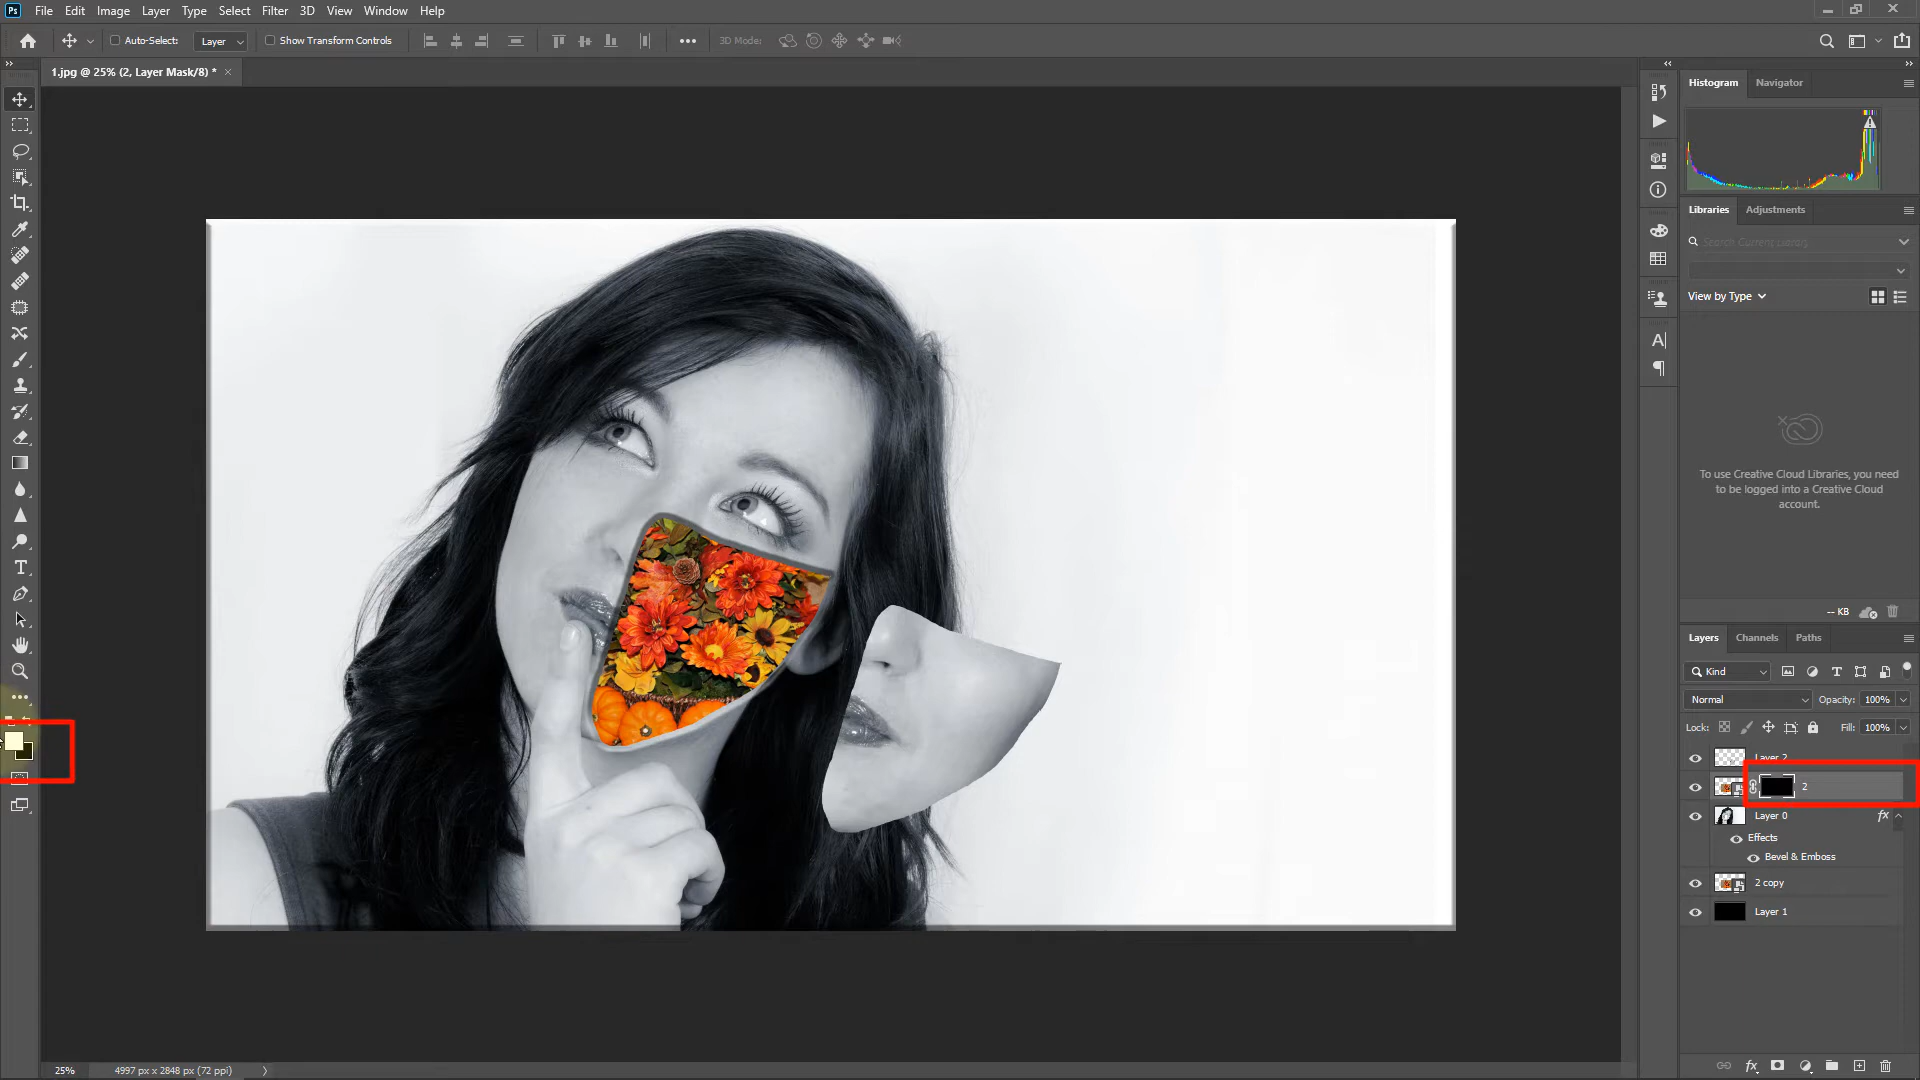 Ps File Edit Image Layer Type Select Filter 3D View Window Help
Auto-Select: Layer Show Transform Controls 3D Mode:
1.jpg @ 25% (2, Layer Mask/8) *
Histogram Navigator
Libraries Adjustments
Search Current Library
View by Type
To use Creative Cloud Libraries, you need
to be logged into a Creative Cloud
account.
-- KB
Layers Channels Paths
Kind
Normal Opacity: 100%
Lock: Fill: 100%
Layer 2
2
Layer 0 fx
Effects
Bevel & Emboss
2 copy
Layer 1
25% 4997 px x 2848 px (72 ppi)